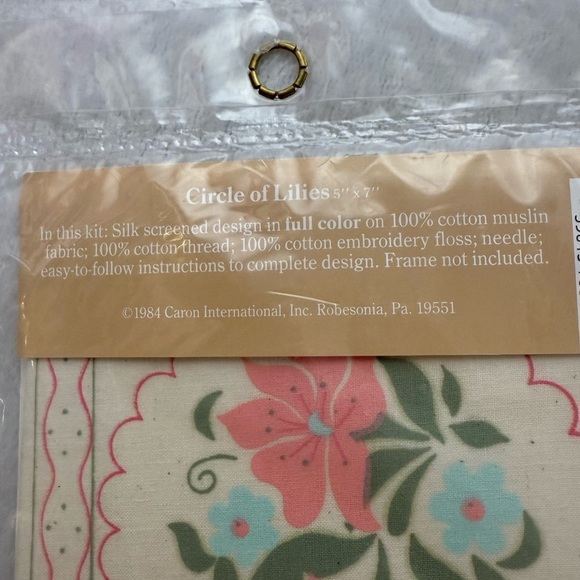 Circle of Lilies 5" x 7"
In this kit: Silk screened design in full color on 100% cotton muslin
fabric; 100% cotton thread; 100% cotton embroidery floss; needle;
easy-to-follow instructions to complete design. Frame not included.
©1984 Caron International, Inc. Robesonia, Pa. 19551